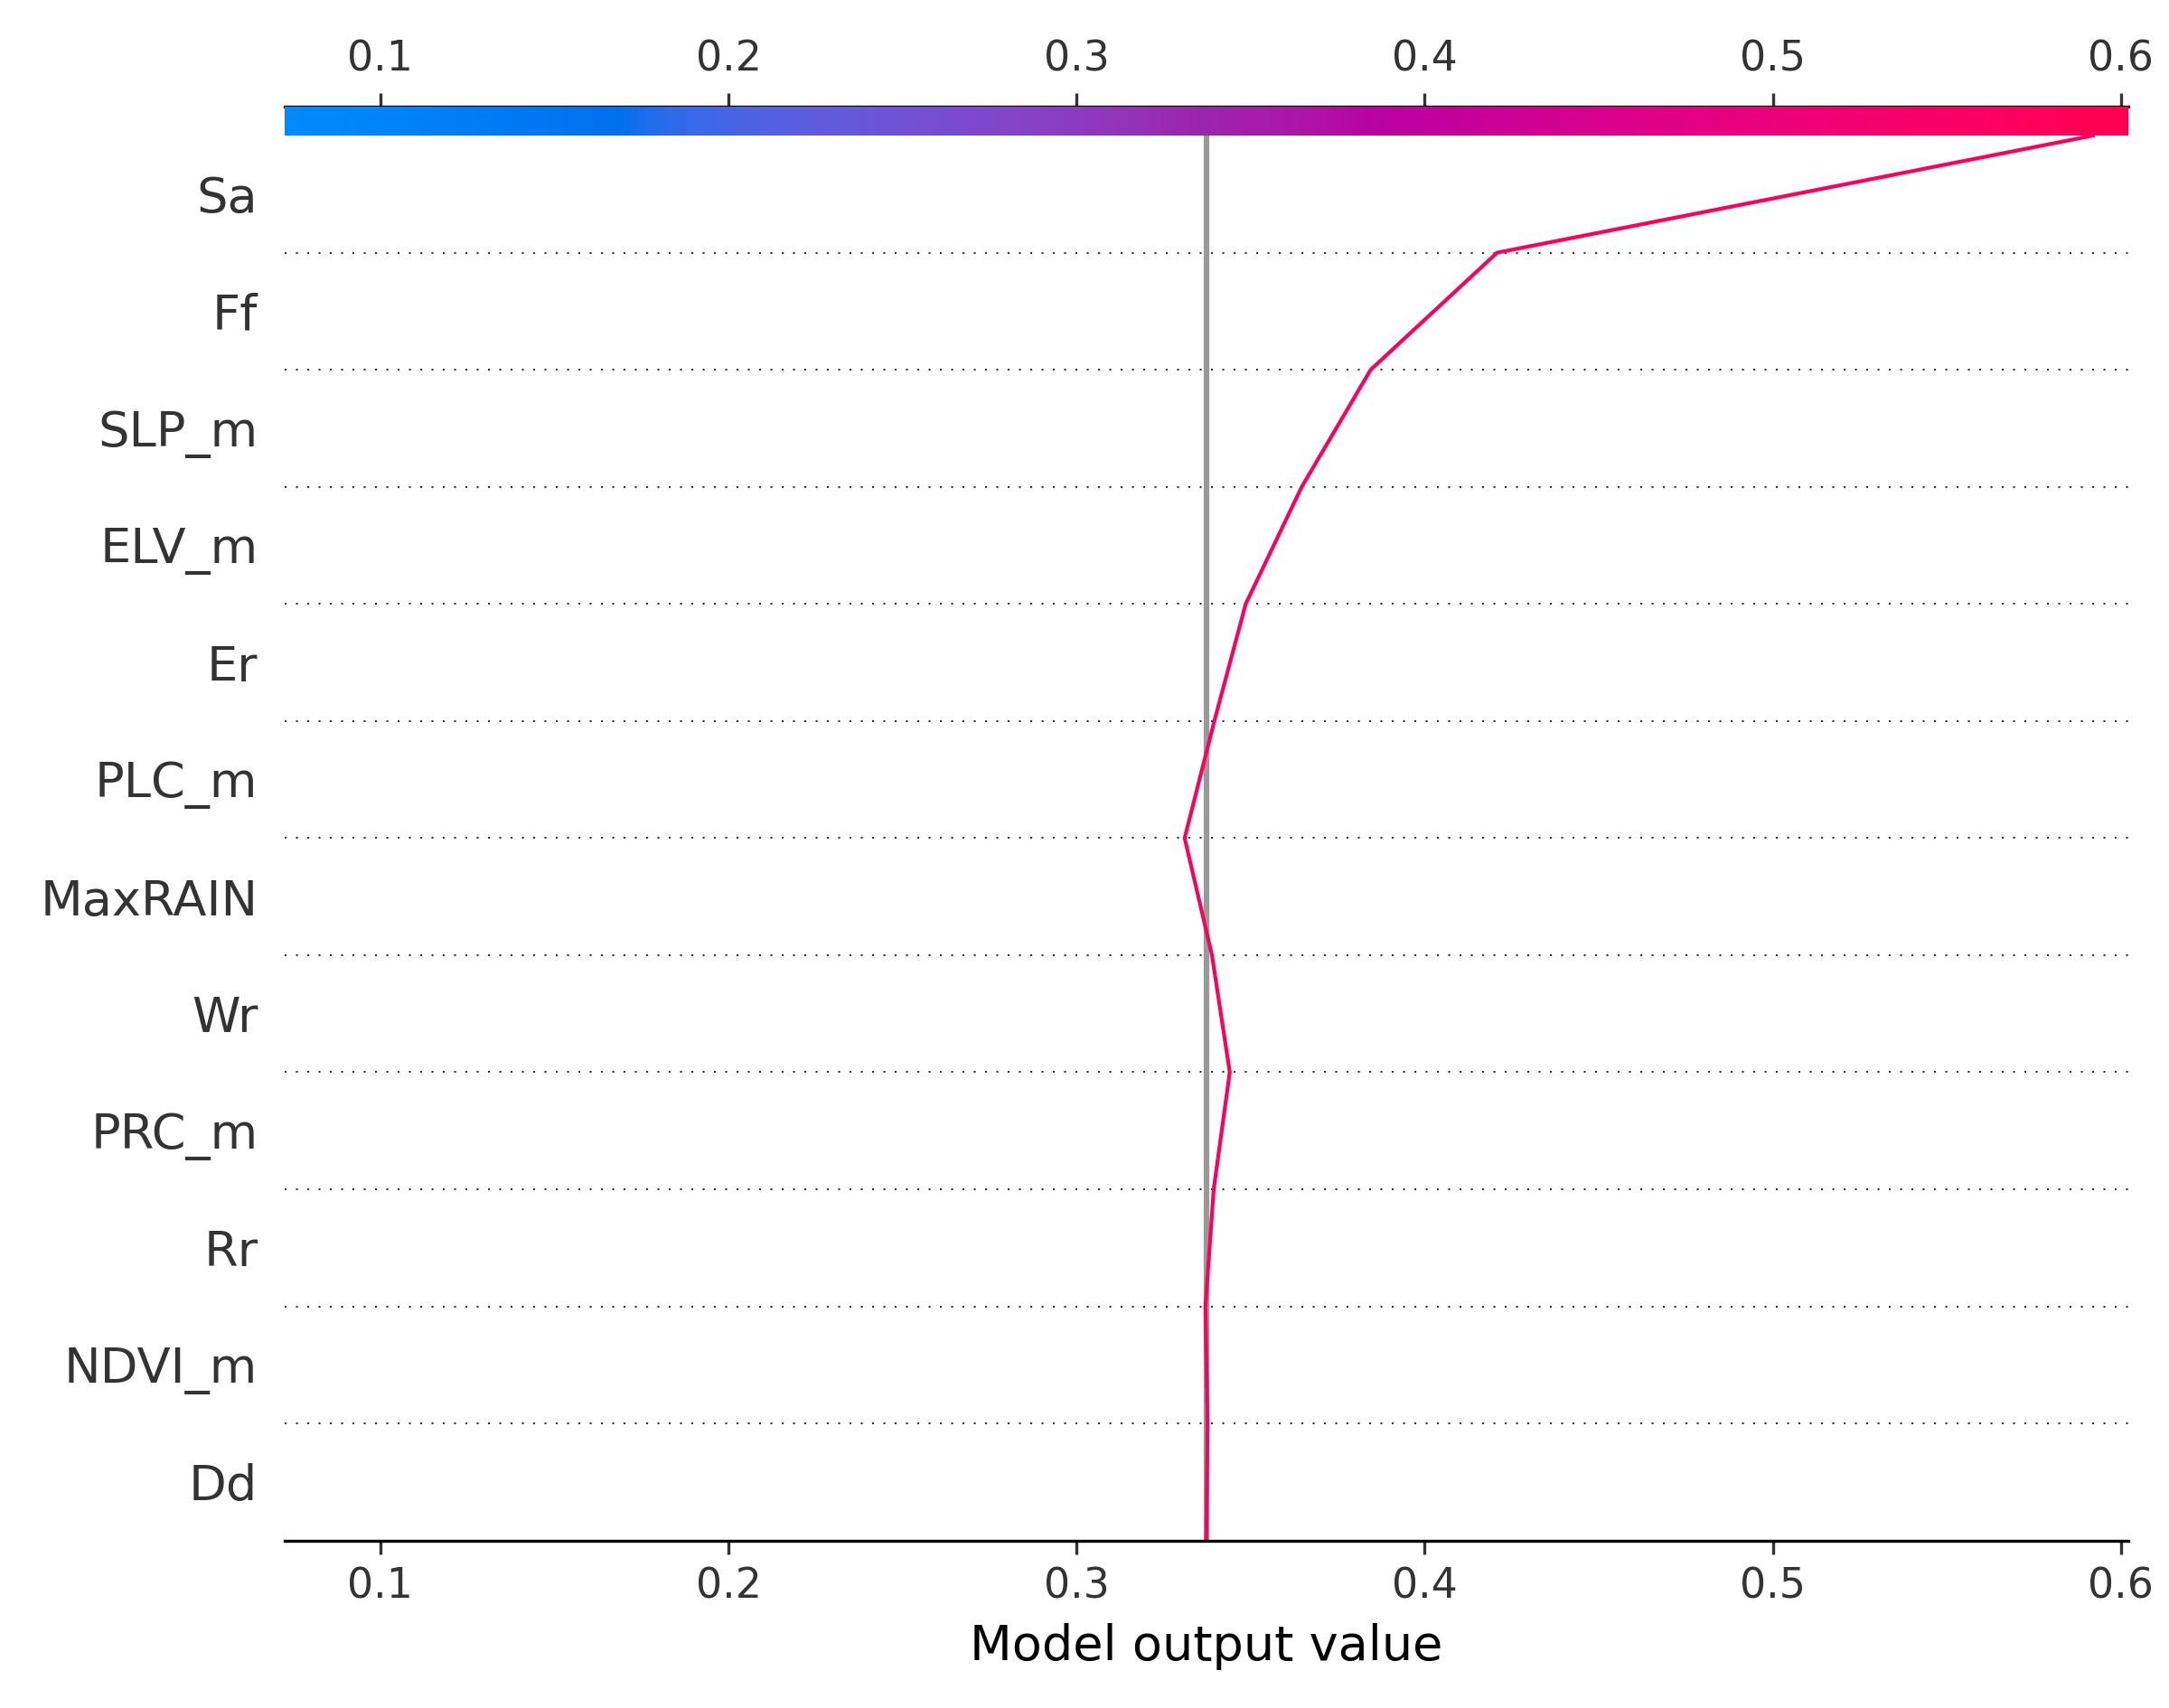 0.1 0.2 0.3 0.4 0.5 0.6
Sa
Ff
SLP_m
ELV_m
Er
PLC_m
MaxRAIN
Wr
PRC_m
Rr
NDVI_m
Dd
0.1 0.2 0.3 0.4 0.5 0.6
Model output value